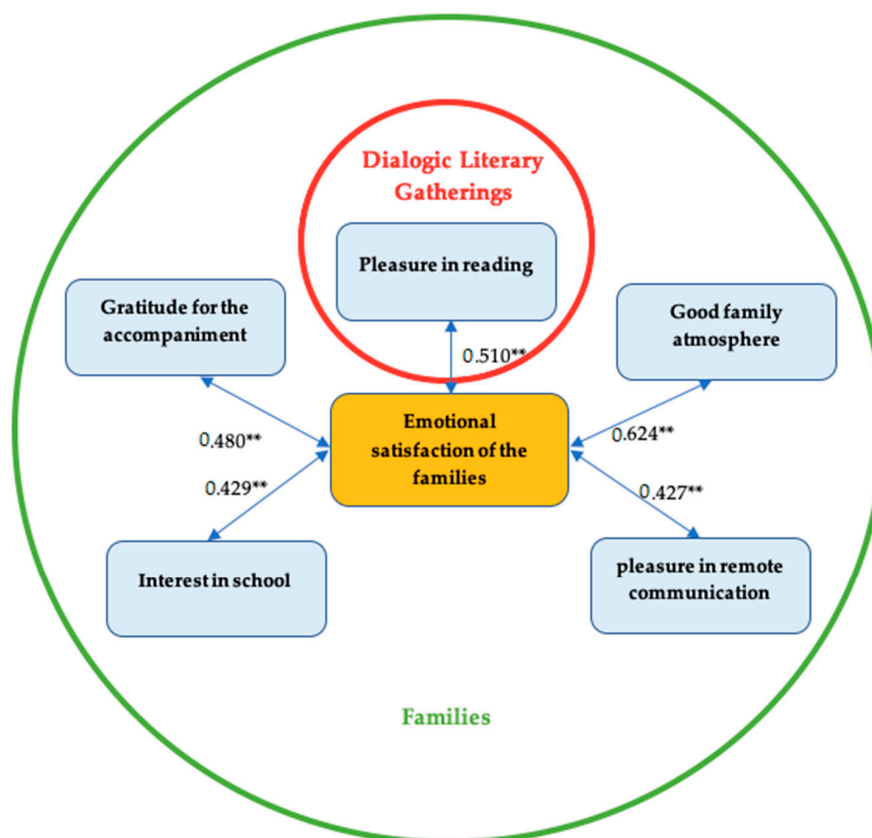 Dialogic Literary
Gatherings
Pleasure in reading
Gratitude for the
accompaniment
Good family
atmosphere
0.510**
Emotional
satisfaction of the
families
0.480**
0.624**
0.429**
0.427**
Interest in school
pleasure in remote
communication
Families